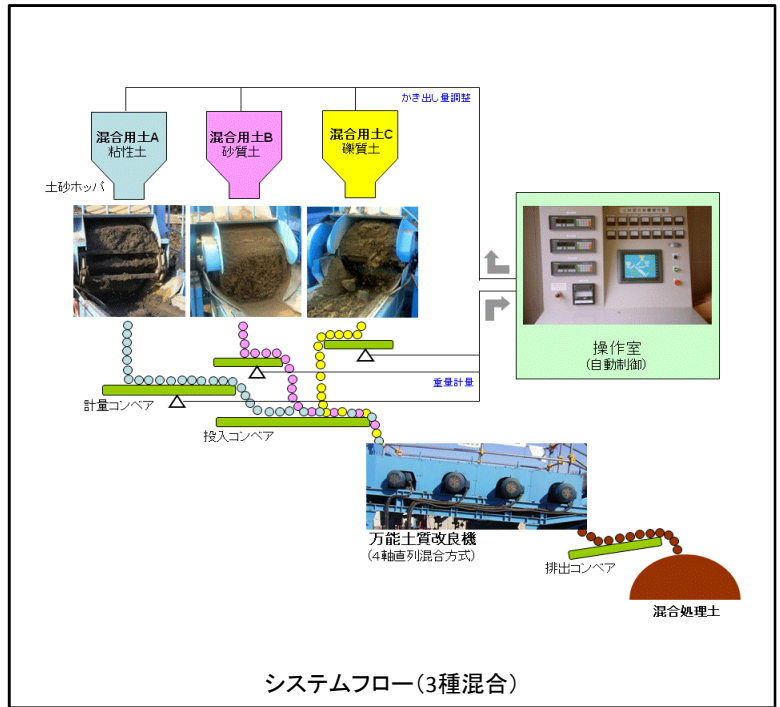 かき出し量調整
混合用土A
粘性土
混合用土B
砂質土
混合用土C
礫質土
土砂ホッパ
操作室
(自動制御)
重量計量
計量コンベア
投入コンベア
万能土質改良機
(4軸直列混合方式)
排出コンベア
混合処理土
システムフロー(3種混合)